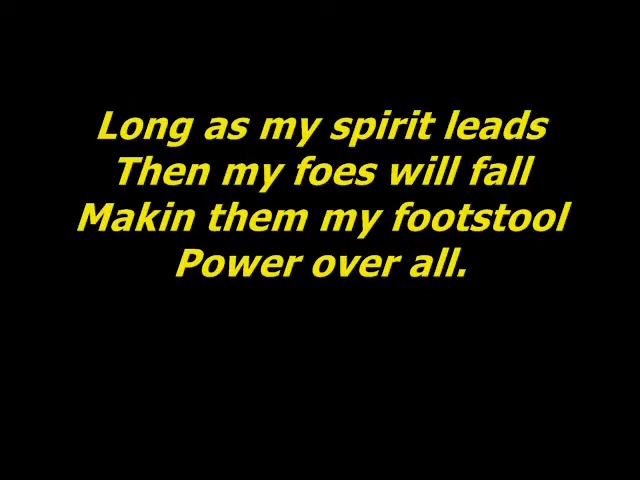 Long as my spirit leads
Then my foes will fall
Makin them my footstool
Power over all.